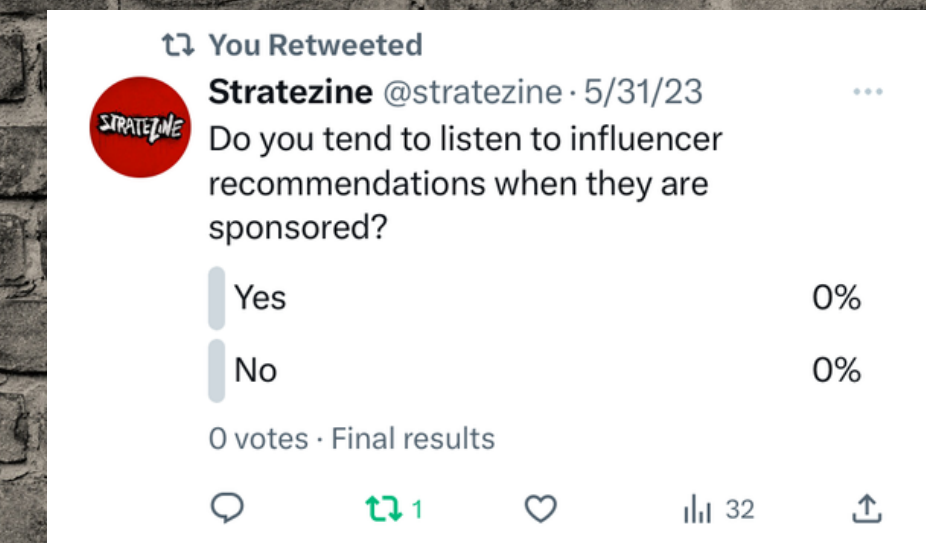 You Retweeted
Stratezine @stratezine · 5/31/23
STRATEZINE
Do you tend to listen to influencer
recommendations when they are
sponsored?
Yes 0%
No 0%
0 votes · Final results
1 32